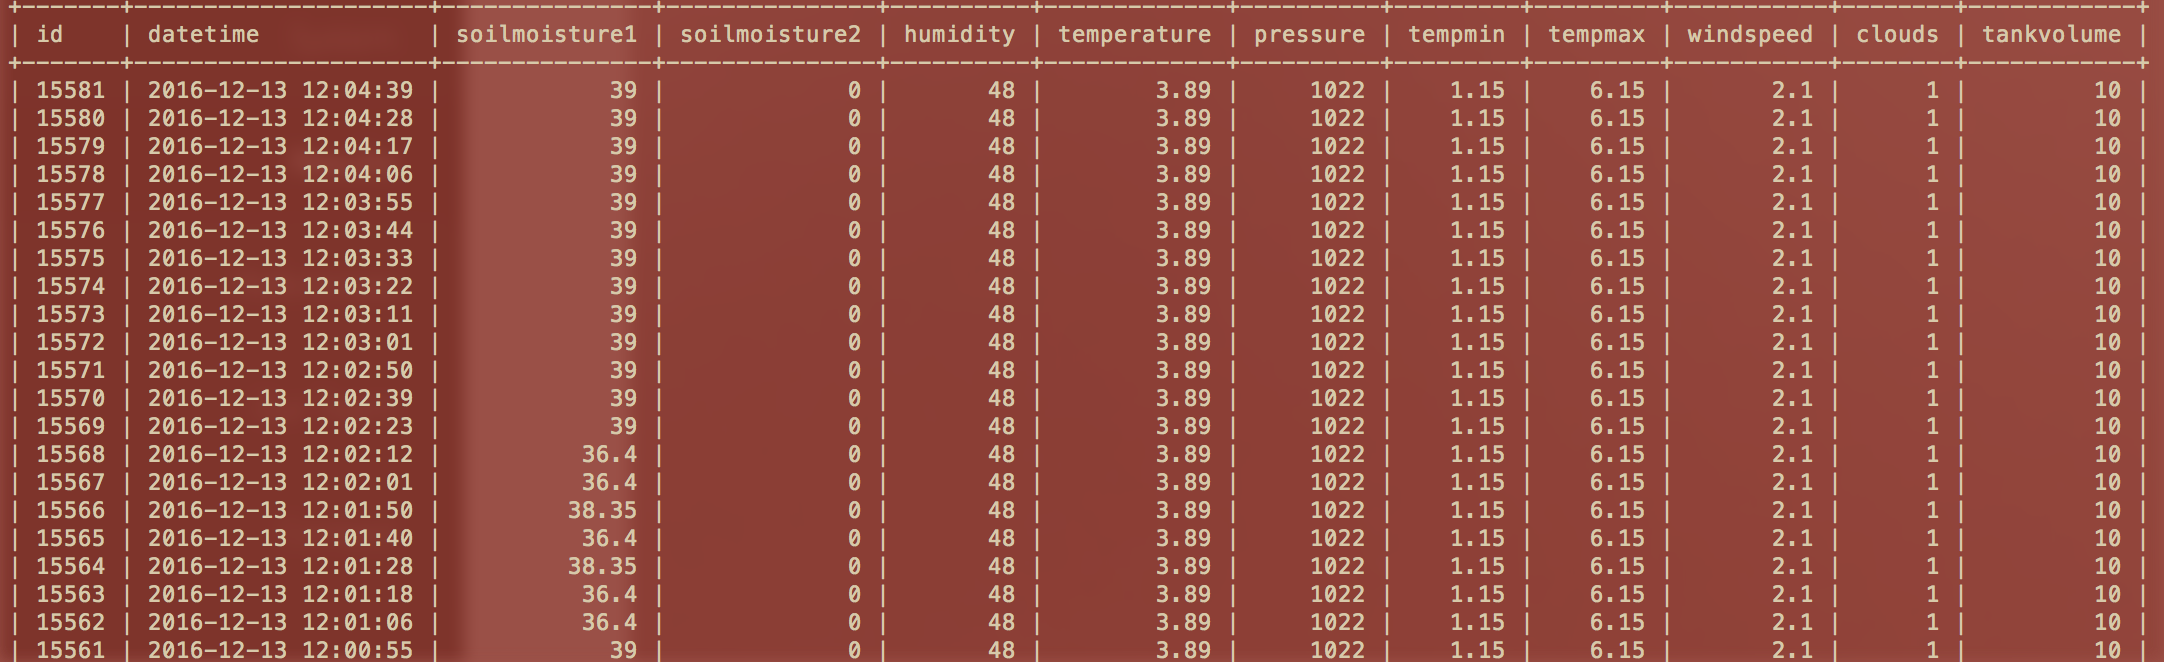 +-------+---------------------+---------------+---------------+----------+-------------+----------+---------+---------+-----------+--------+------------+
| id | datetime | soilmoisture1 | soilmoisture2 | humidity | temperature | pressure | tempmin | tempmax | windspeed | clouds | tankvolume |
+-------+---------------------+---------------+---------------+----------+-------------+----------+---------+---------+-----------+--------+------------+
| 15581 | 2016-12-13 12:04:39 | 39 | 0 | 48 | 3.89 | 1022 | 1.15 | 6.15 | 2.1 | 1 | 10 |
| 15580 | 2016-12-13 12:04:28 | 39 | 0 | 48 | 3.89 | 1022 | 1.15 | 6.15 | 2.1 | 1 | 10 |
| 15579 | 2016-12-13 12:04:17 | 39 | 0 | 48 | 3.89 | 1022 | 1.15 | 6.15 | 2.1 | 1 | 10 |
| 15578 | 2016-12-13 12:04:06 | 39 | 0 | 48 | 3.89 | 1022 | 1.15 | 6.15 | 2.1 | 1 | 10 |
| 15577 | 2016-12-13 12:03:55 | 39 | 0 | 48 | 3.89 | 1022 | 1.15 | 6.15 | 2.1 | 1 | 10 |
| 15576 | 2016-12-13 12:03:44 | 39 | 0 | 48 | 3.89 | 1022 | 1.15 | 6.15 | 2.1 | 1 | 10 |
| 15575 | 2016-12-13 12:03:33 | 39 | 0 | 48 | 3.89 | 1022 | 1.15 | 6.15 | 2.1 | 1 | 10 |
| 15574 | 2016-12-13 12:03:22 | 39 | 0 | 48 | 3.89 | 1022 | 1.15 | 6.15 | 2.1 | 1 | 10 |
| 15573 | 2016-12-13 12:03:11 | 39 | 0 | 48 | 3.89 | 1022 | 1.15 | 6.15 | 2.1 | 1 | 10 |
| 15572 | 2016-12-13 12:03:01 | 39 | 0 | 48 | 3.89 | 1022 | 1.15 | 6.15 | 2.1 | 1 | 10 |
| 15571 | 2016-12-13 12:02:50 | 39 | 0 | 48 | 3.89 | 1022 | 1.15 | 6.15 | 2.1 | 1 | 10 |
| 15570 | 2016-12-13 12:02:39 | 39 | 0 | 48 | 3.89 | 1022 | 1.15 | 6.15 | 2.1 | 1 | 10 |
| 15569 | 2016-12-13 12:02:23 | 39 | 0 | 48 | 3.89 | 1022 | 1.15 | 6.15 | 2.1 | 1 | 10 |
| 15568 | 2016-12-13 12:02:12 | 36.4 | 0 | 48 | 3.89 | 1022 | 1.15 | 6.15 | 2.1 | 1 | 10 |
| 15567 | 2016-12-13 12:02:01 | 36.4 | 0 | 48 | 3.89 | 1022 | 1.15 | 6.15 | 2.1 | 1 | 10 |
| 15566 | 2016-12-13 12:01:50 | 38.35 | 0 | 48 | 3.89 | 1022 | 1.15 | 6.15 | 2.1 | 1 | 10 |
| 15565 | 2016-12-13 12:01:40 | 36.4 | 0 | 48 | 3.89 | 1022 | 1.15 | 6.15 | 2.1 | 1 | 10 |
| 15564 | 2016-12-13 12:01:28 | 38.35 | 0 | 48 | 3.89 | 1022 | 1.15 | 6.15 | 2.1 | 1 | 10 |
| 15563 | 2016-12-13 12:01:18 | 36.4 | 0 | 48 | 3.89 | 1022 | 1.15 | 6.15 | 2.1 | 1 | 10 |
| 15562 | 2016-12-13 12:01:06 | 36.4 | 0 | 48 | 3.89 | 1022 | 1.15 | 6.15 | 2.1 | 1 | 10 |
| 15561 | 2016-12-13 12:00:55 | 39 | 0 | 48 | 3.89 | 1022 | 1.15 | 6.15 | 2.1 | 1 | 10 |